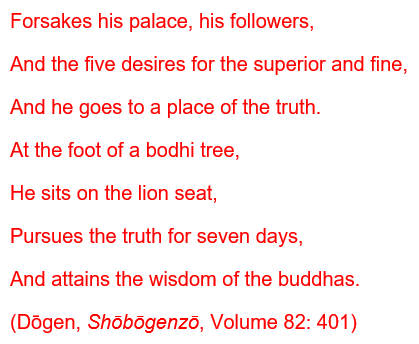 Forsakes his palace, his followers,
And the five desires for the superior and fine,
And he goes to a place of the truth.
At the foot of a bodhi tree,
He sits on the lion seat,
Pursues the truth for seven days,
And attains the wisdom of the buddhas.
(Dōgen, Shōbōgenzō, Volume 82: 401)